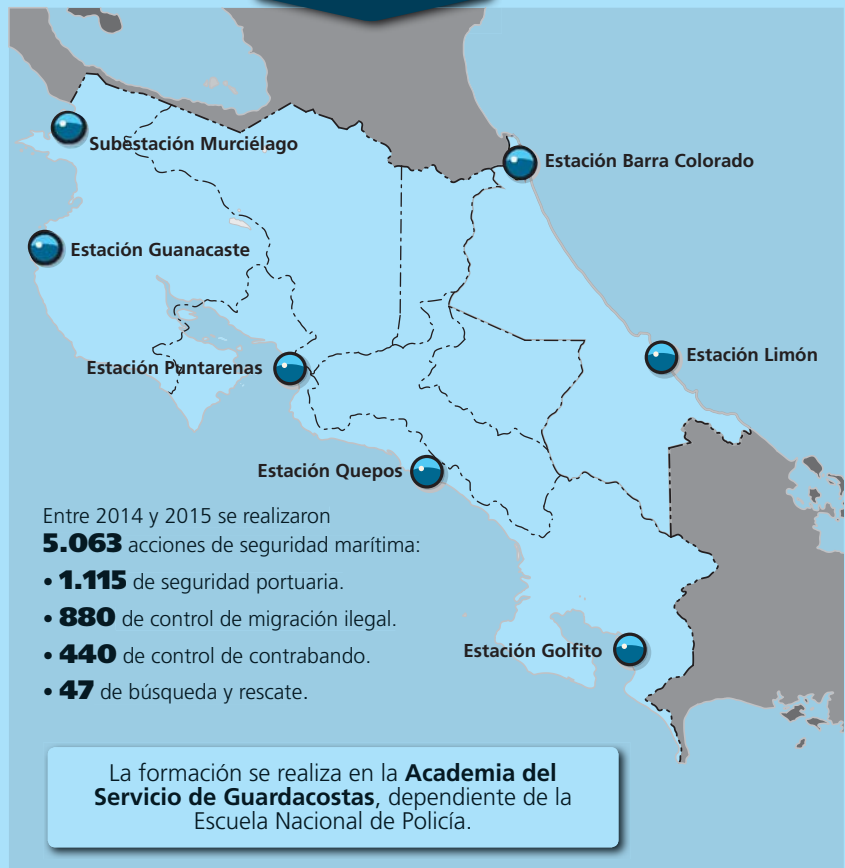 Subestación Murciélago
Estación Barra Colorado
Estación Guanacaste
Estación Puntarenas
Estación Limón
Estación Quepos
Entre 2014 y 2015 se realizaron
5.063 acciones de seguridad marítima:
• 1.115 de seguridad portuaria.
• 880 de control de migración ilegal.
• 440 de control de contrabando.
• 47 de búsqueda y rescate.
Estación Golfito
La formación se realiza en la Academia del
Servicio de Guardacostas, dependiente de la
Escuela Nacional de Policía.